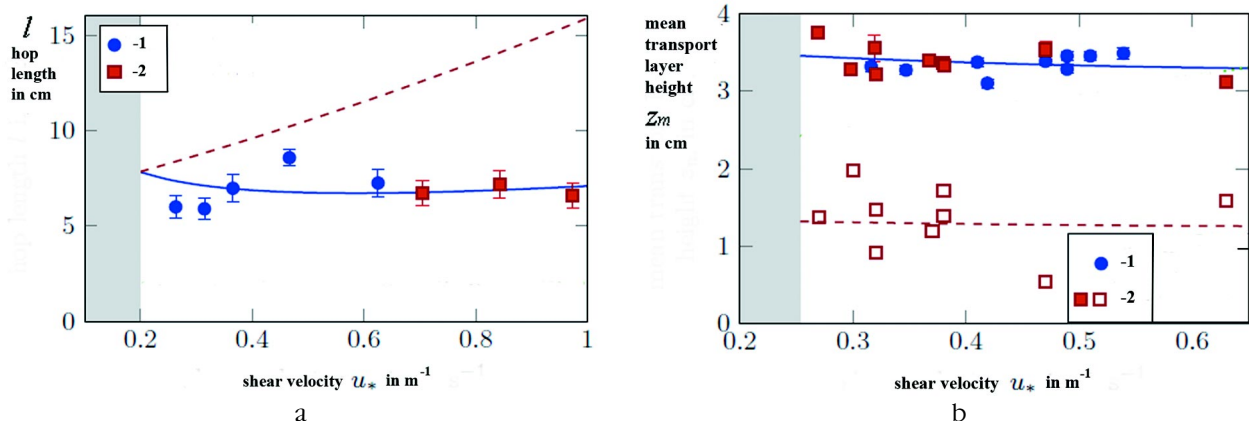 l
hop
length
in cm
15
10
5
0
-1
-2
0.2
0.4
0.6
0.8
1
shear velocity u* in m-1
a
mean
transport
layer
height
zm
in cm
4
3
2
1
0
-1
-2
0.2
0.3
0.4
0.5
0.6
shear velocity u* in m-1
b